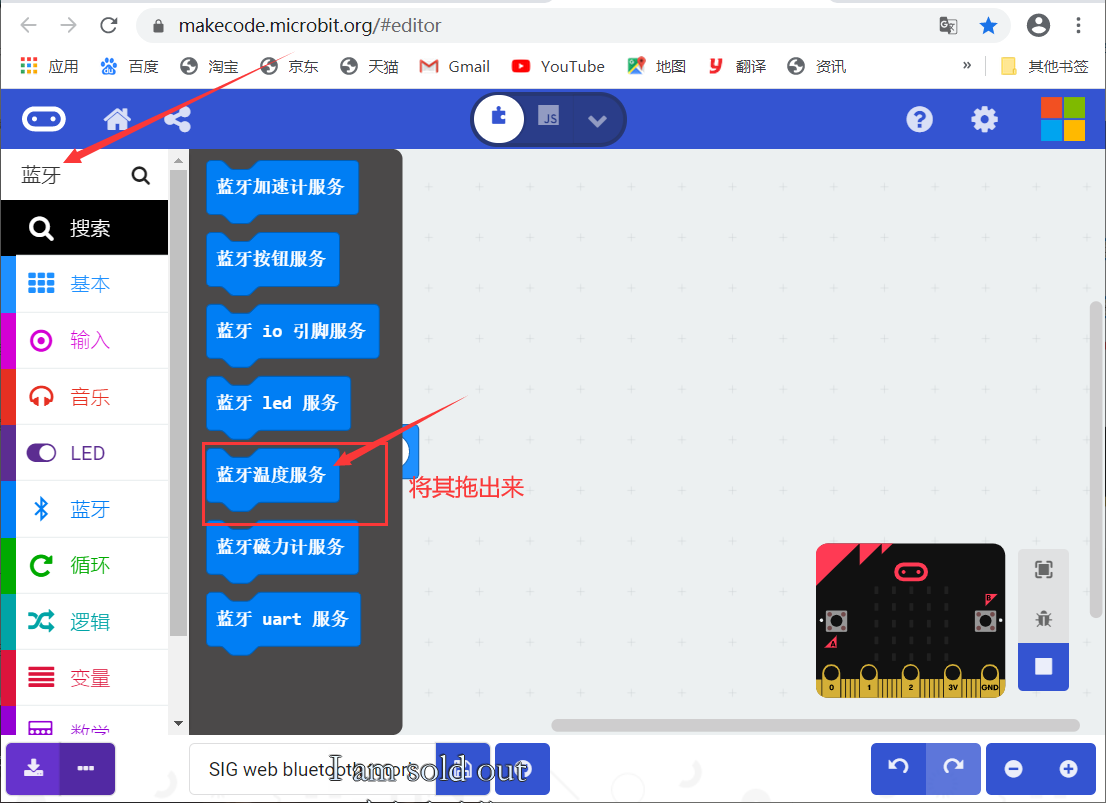 makecode.microbit.org/#editor
应用 百度 淘宝 京东 天猫 Gmail YouTube 地图 翻译 资讯 » 其他书签
JS
蓝牙
搜索
基本
输入
音乐
LED
蓝牙
循环
逻辑
变量
数学
蓝牙加速计服务
蓝牙按钮服务
蓝牙 io 引脚服务
蓝牙 led 服务
蓝牙温度服务
蓝牙磁力计服务
蓝牙 uart 服务
将其拖出来
B
A
0 1 2 3V GND
SIG web bluetooth
I am sold out